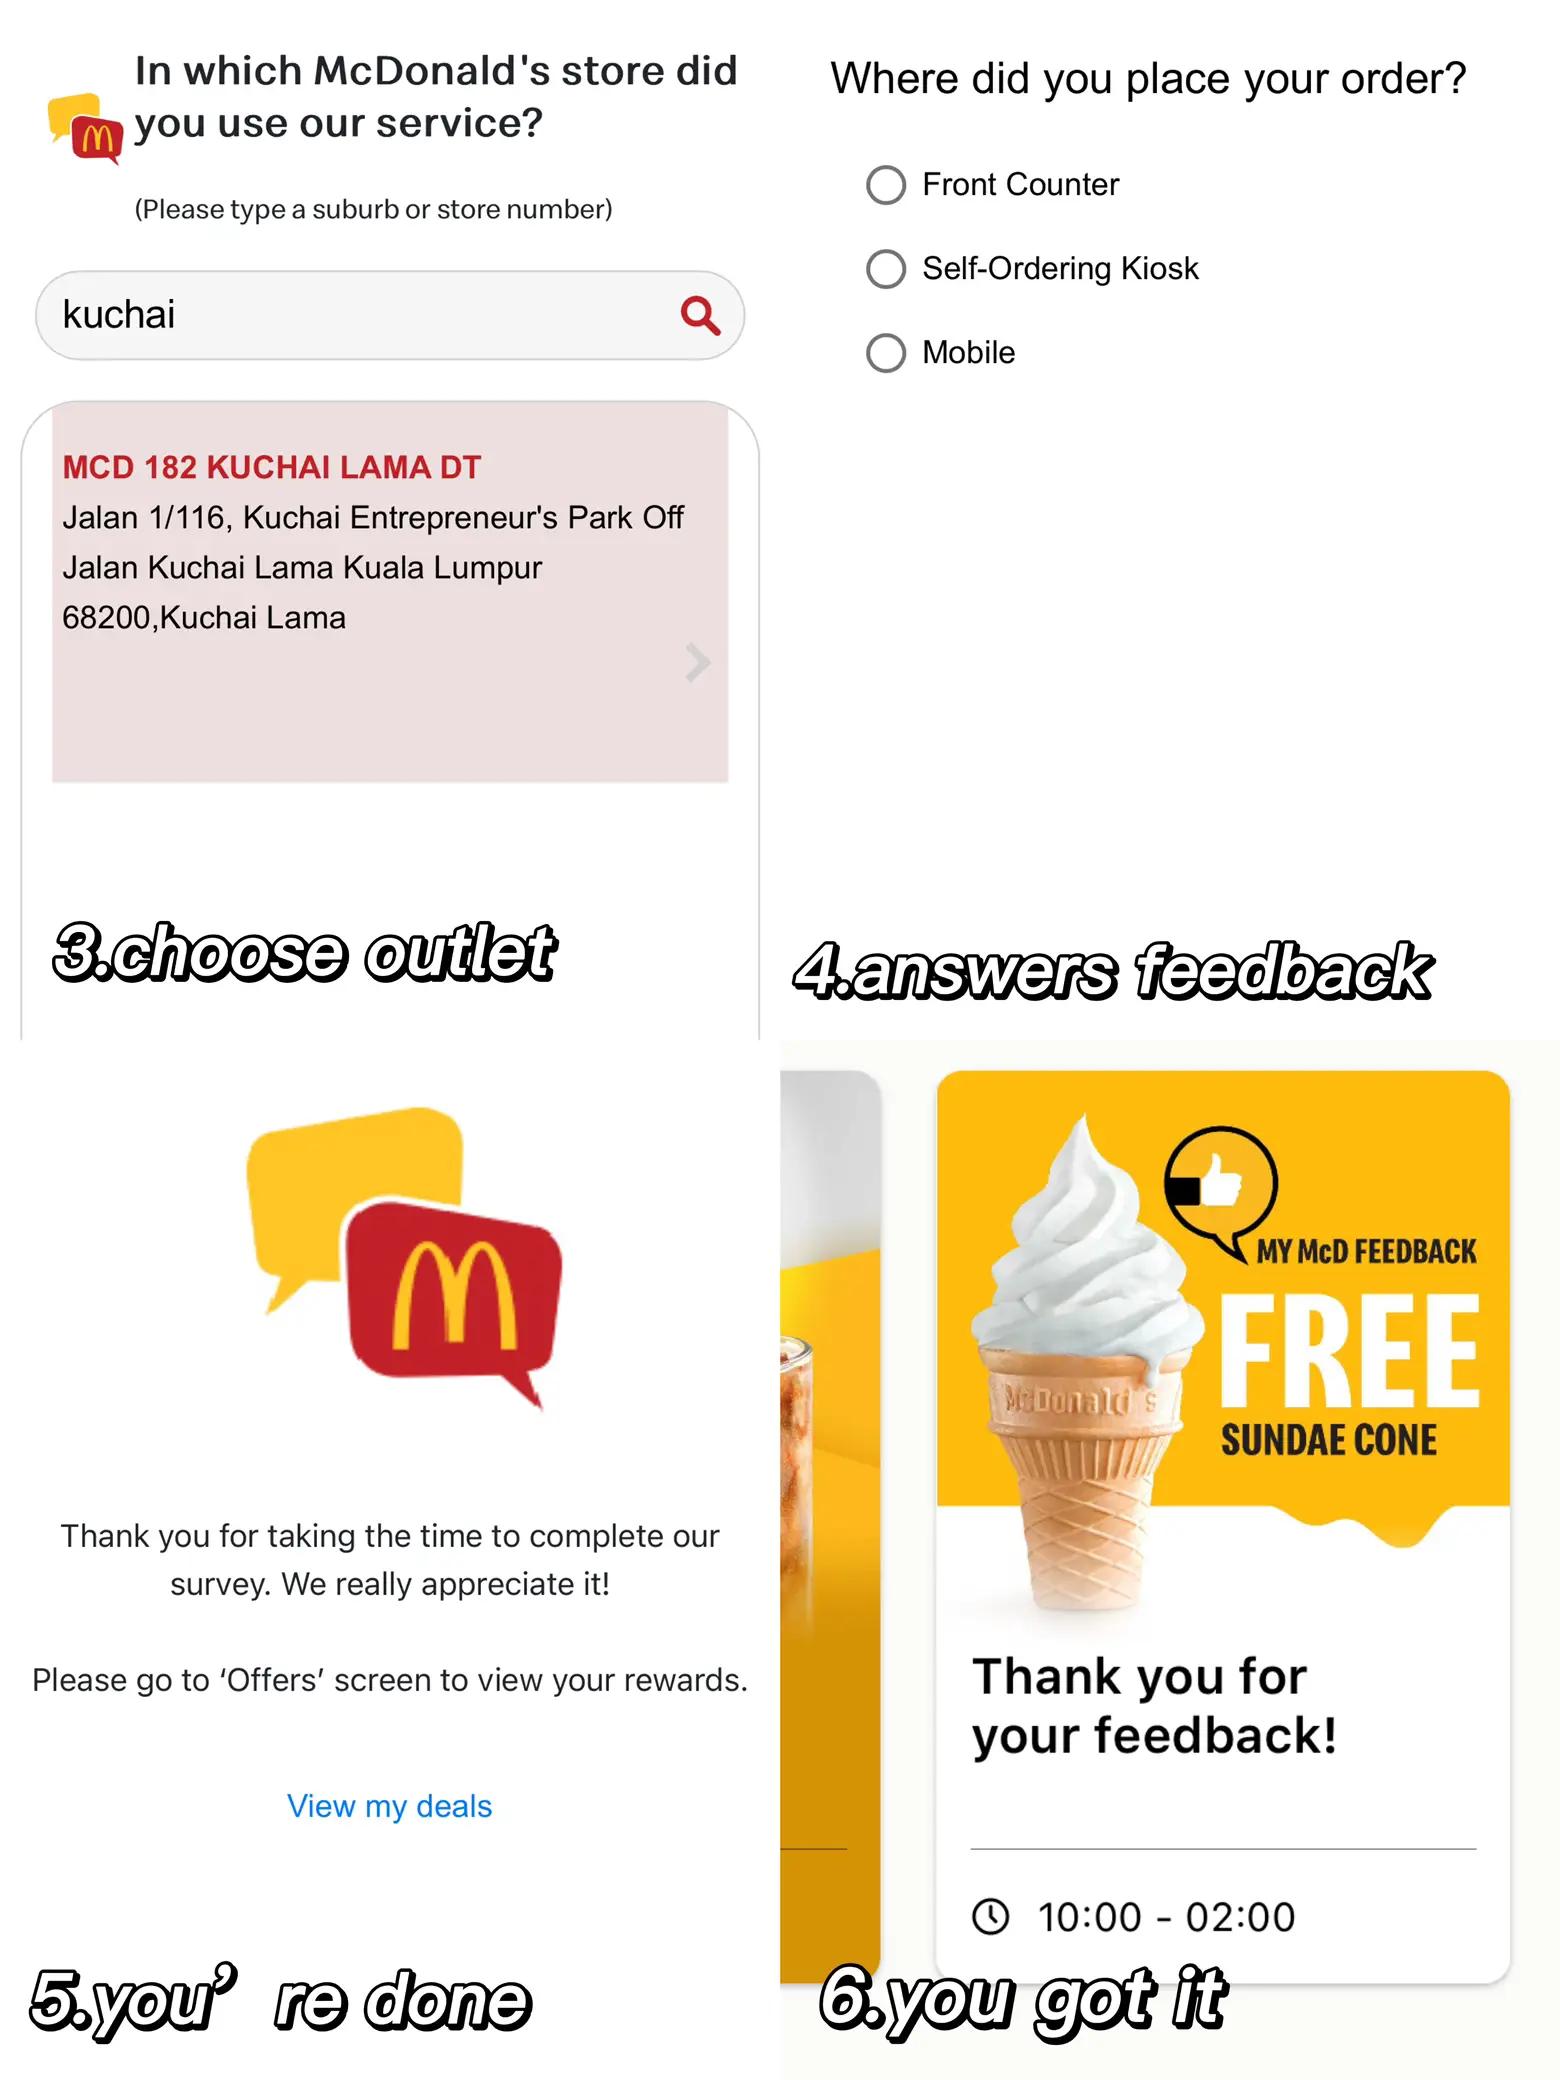 In which McDonald's store did
you use our service?
(Please type a suburb or store number)
kuchai
MCD 182 KUCHAI LAMA DT
Jalan 1/116, Kuchai Entrepreneur's Park Off
Jalan Kuchai Lama Kuala Lumpur
68200,Kuchai Lama
3.choose outlet
Where did you place your order?
Front Counter
Self-Ordering Kiosk
Mobile
4.answers feedback
Thank you for taking the time to complete our
survey. We really appreciate it!
Please go to ‘Offers’ screen to view your rewards.
View my deals
5.you’ re done
MY McD FEEDBACK
FREE
SUNDAE CONE
McDonald's
Thank you for
your feedback!
10:00 - 02:00
6.you got it